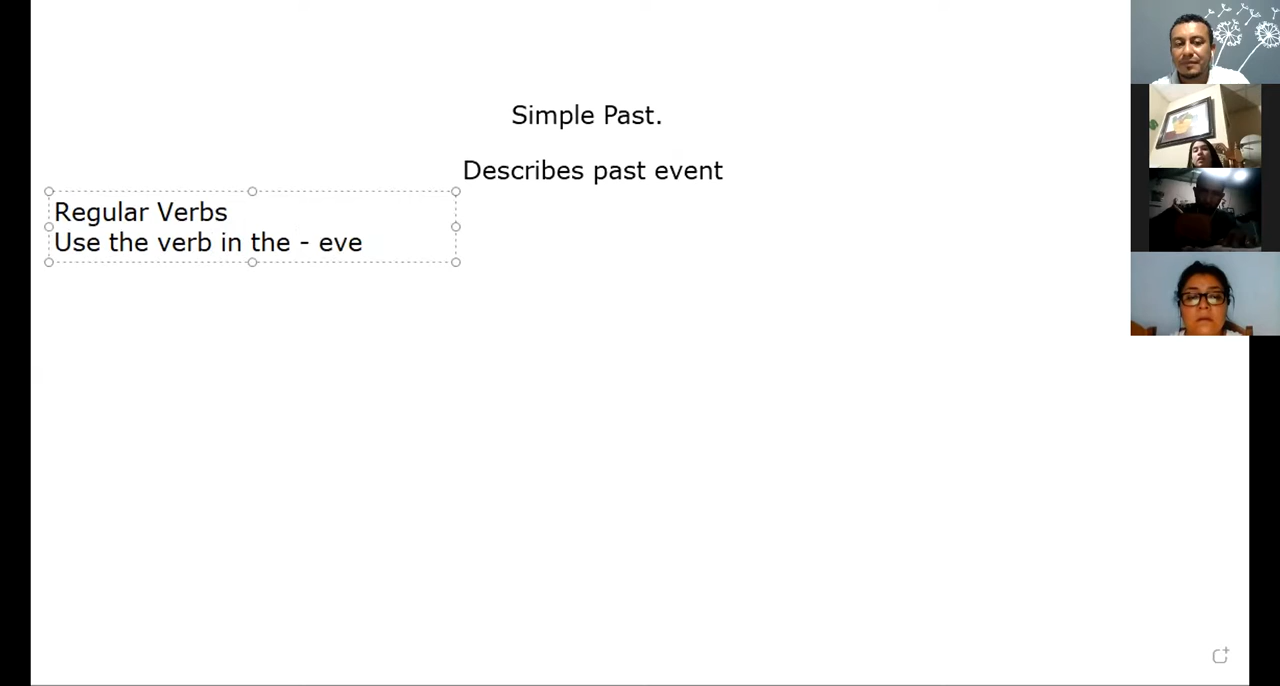 Simple Past.
Describes past event
Regular Verbs
Use the verb in the - eve